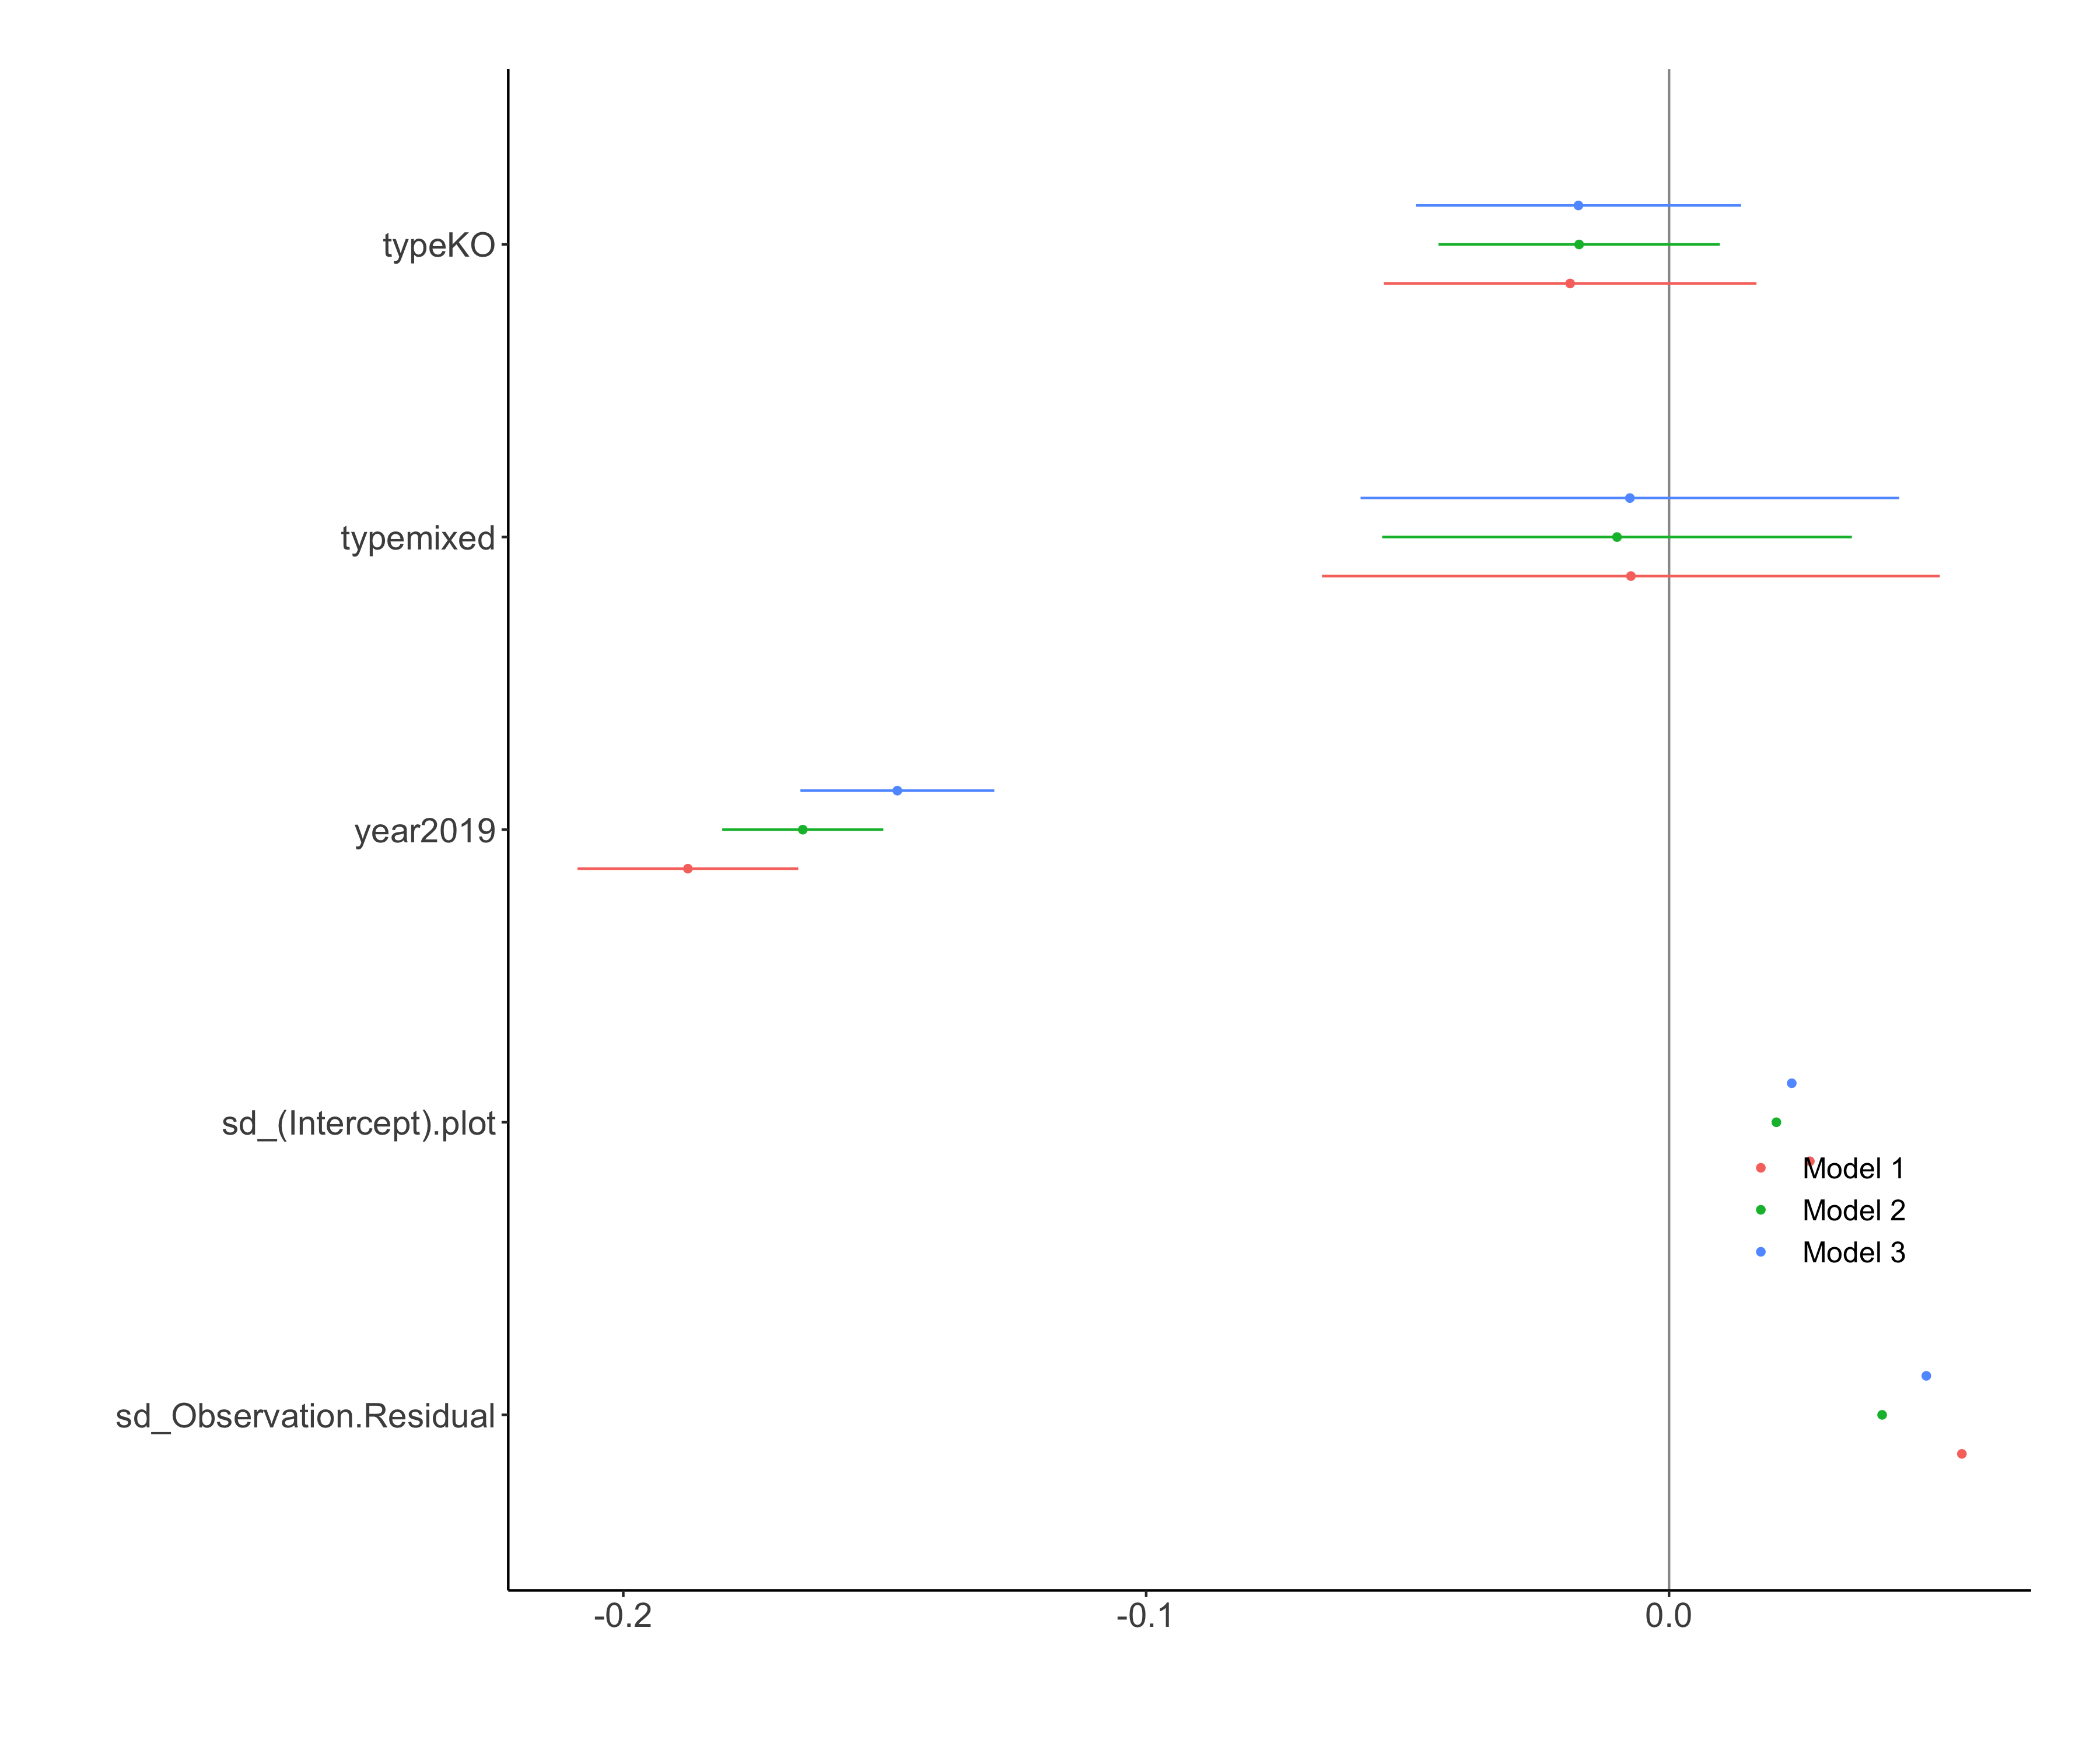 typeKO
typemixed
year2019
sd_(Intercept).plot
Model 1
Model 2
Model 3
sd_Observation.Residual
-0.2 -0.1 0.0